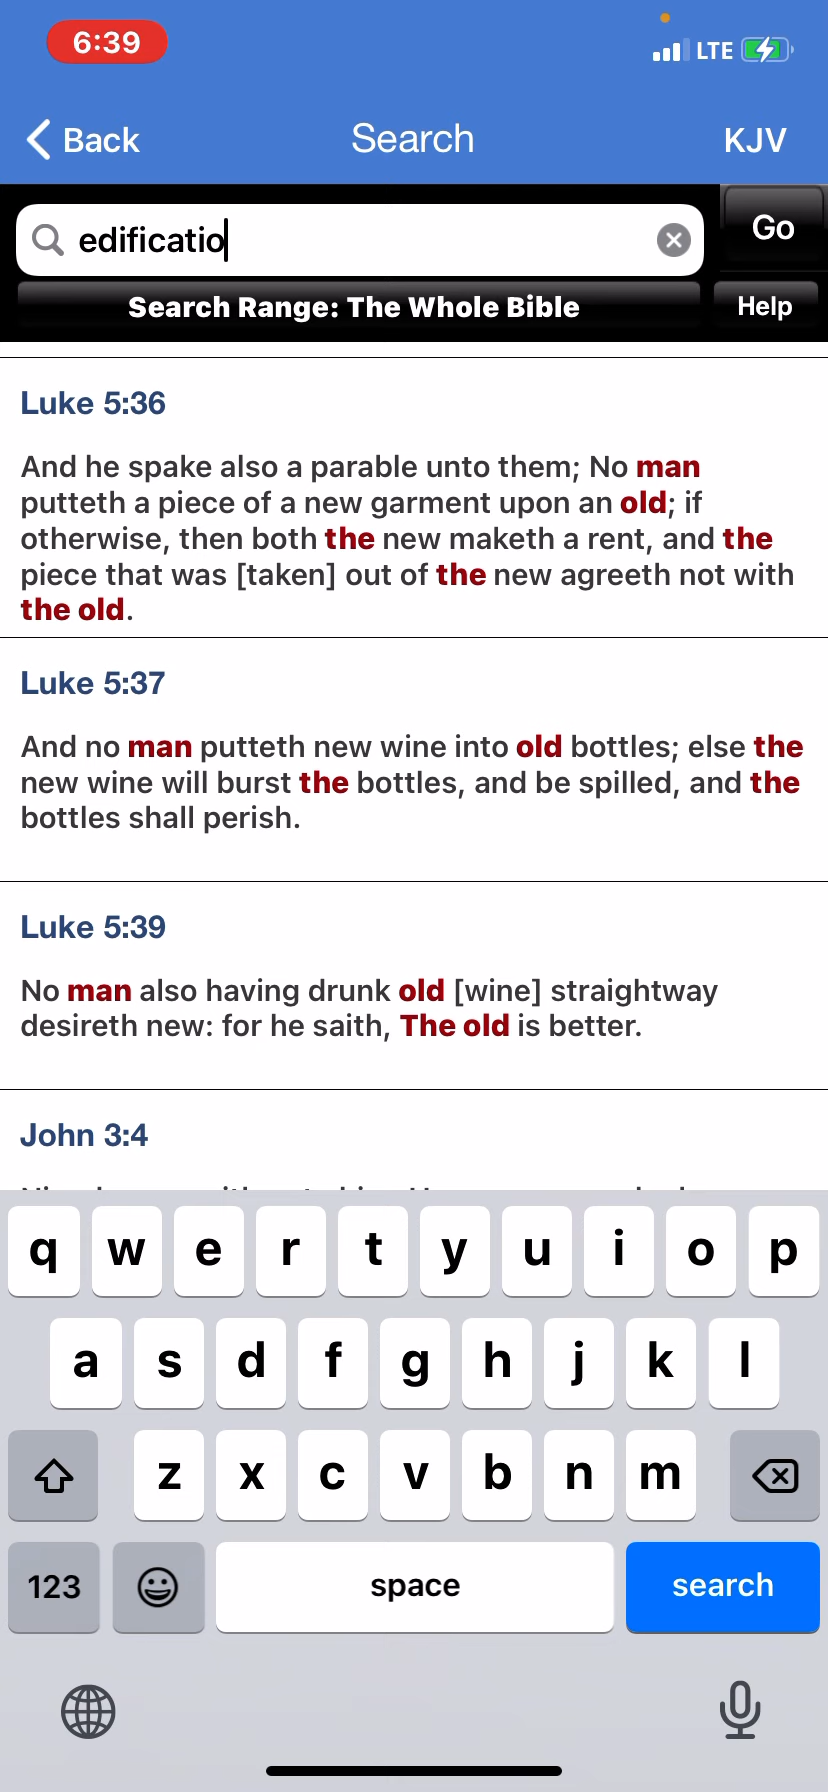 6:39
LTE
Back
Search
KJV
edificatio
Go
Search Range: The Whole Bible
Help
Luke 5:36
And he spake also a parable unto them; No man
putteth a piece of a new garment upon an old; if
otherwise, then both the new maketh a rent, and the
piece that was [taken] out of the new agreeth not with
the old.
Luke 5:37
And no man putteth new wine into old bottles; else the
new wine will burst the bottles, and be spilled, and the
bottles shall perish.
Luke 5:39
No man also having drunk old [wine] straightway
desireth new: for he saith, The old is better.
John 3:4
q w e r t y u i o p
a s d f g h j k l
z x c v b n m
123
space
search